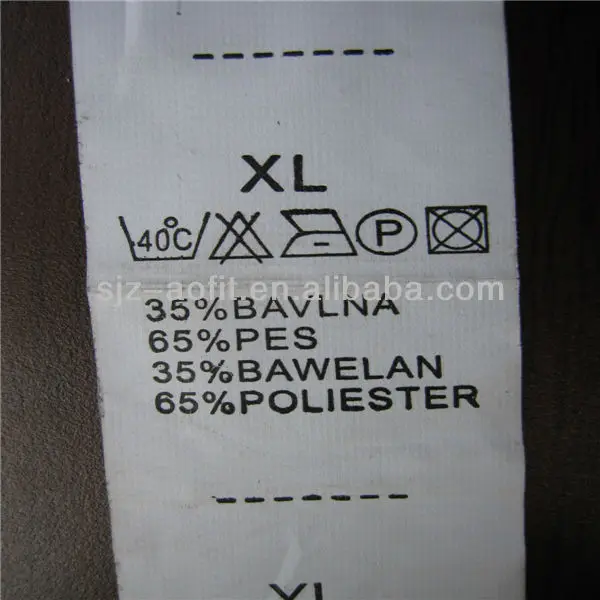 XL
40°C P
sjz-aofit.en.alibaba.com
35%BAVLNA
65%PES
35%BAWELAN
65%POLIESTER
XL